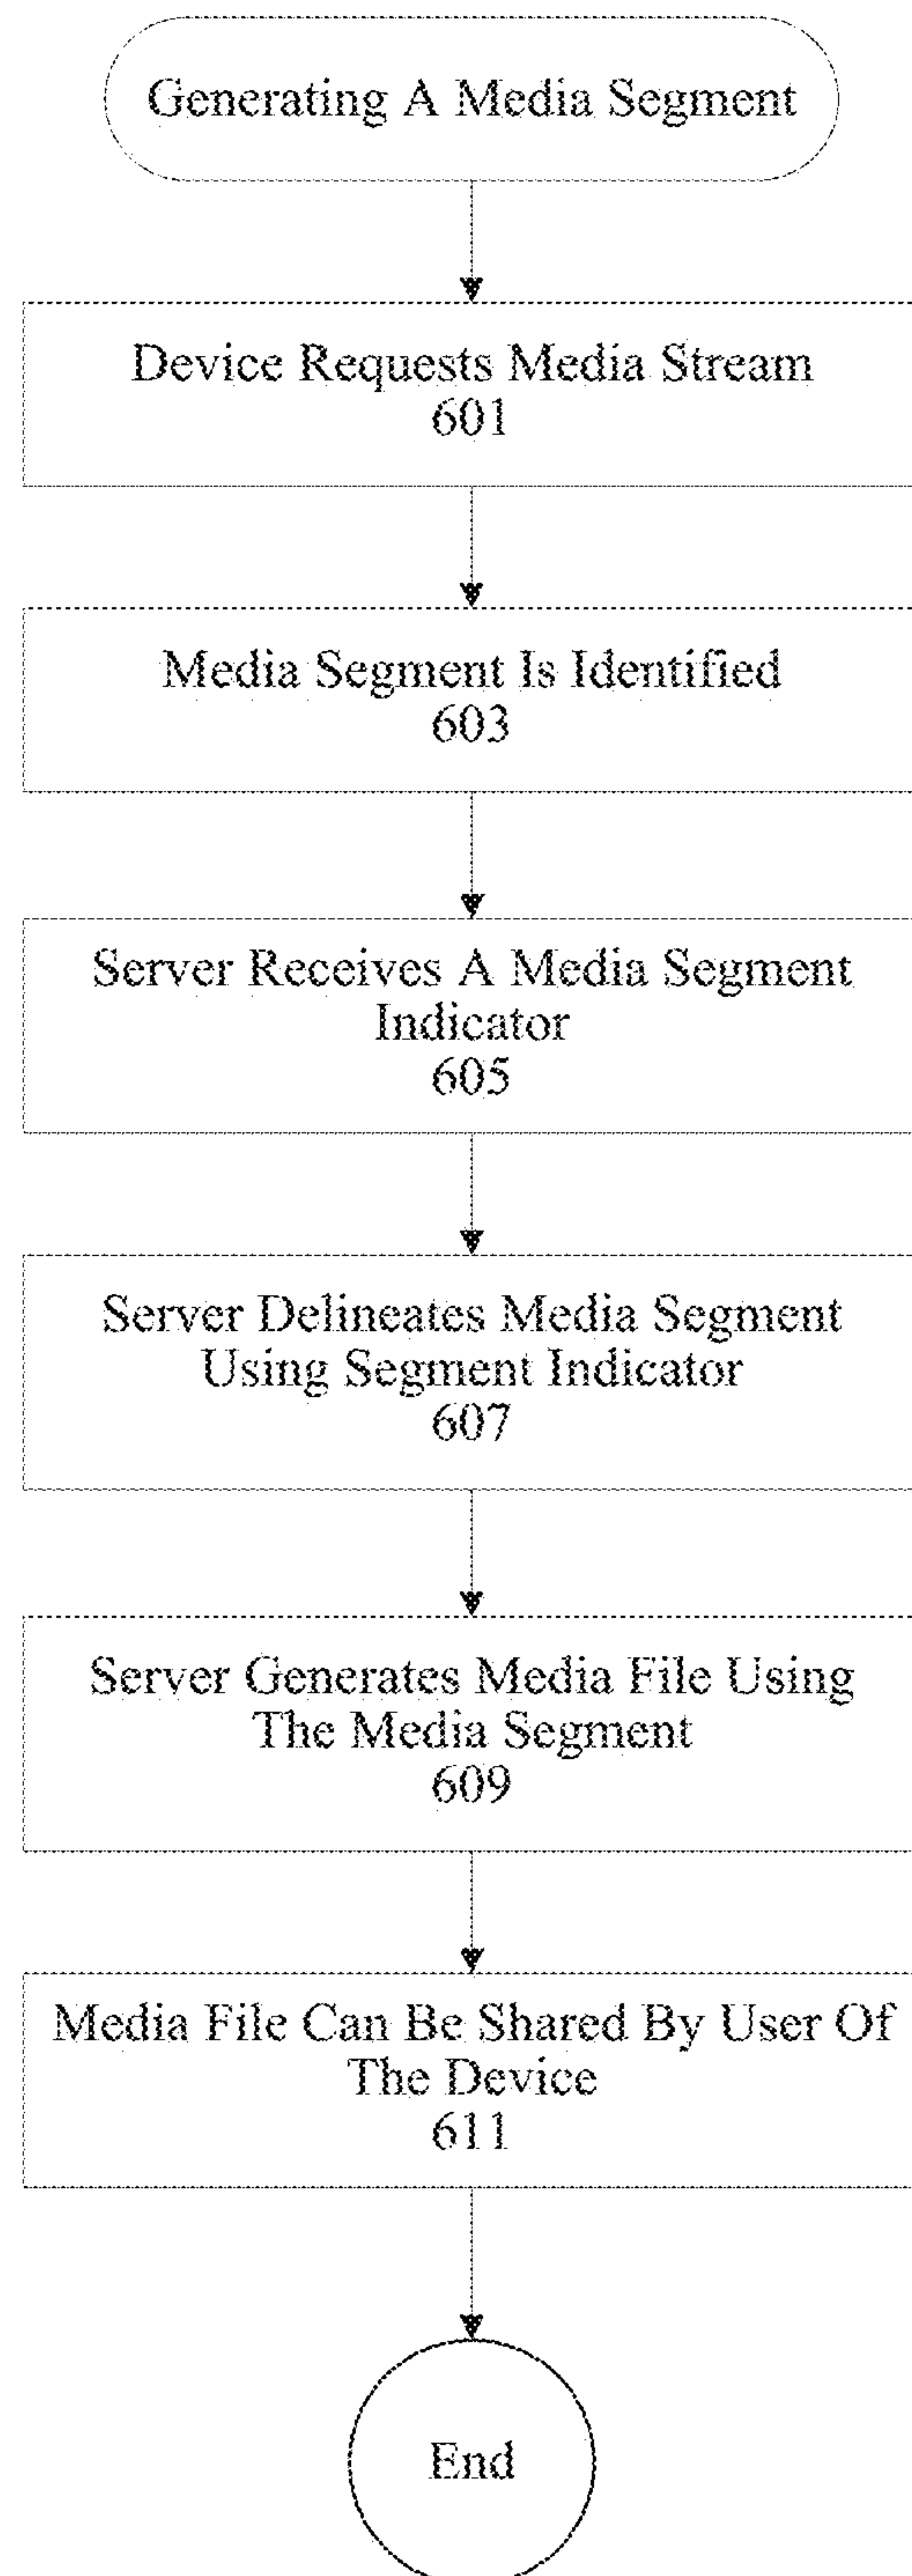 Generating A Media Segment
Device Requests Media Stream
601
Media Segment Is Identified
603
Server Receives A Media Segment
Indicator
605
Server Delineates Media Segment
Using Segment Indicator
607
Server Generates Media File Using
The Media Segment
609
Media File Can Be Shared By User Of
The Device
611
End